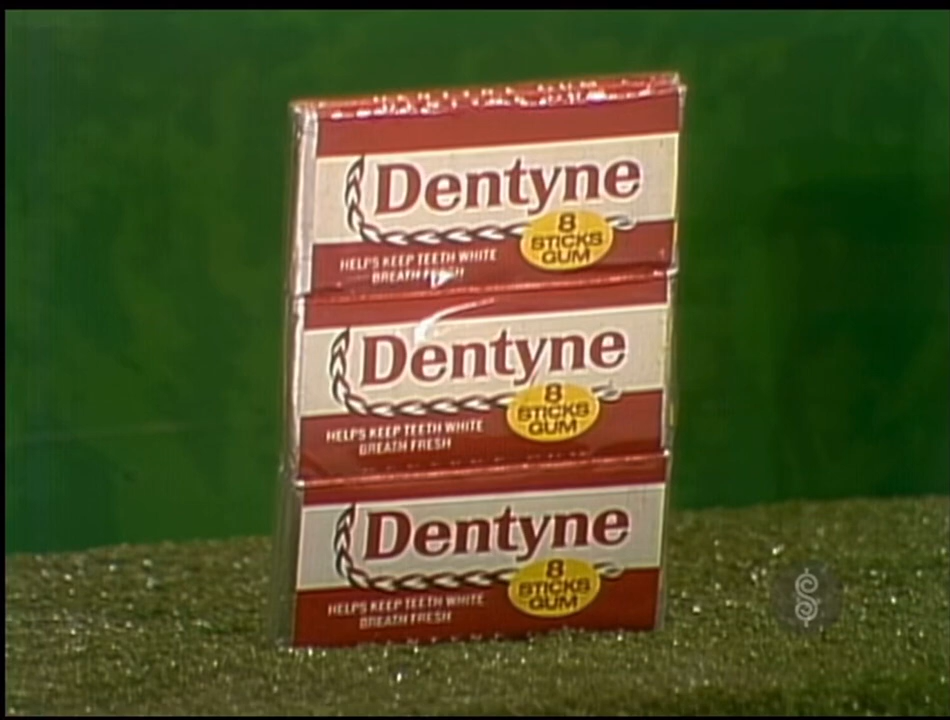 Dentyne
8
STICKS
GUM
HELPS KEEP TEETH WHITE
BREATH FRESH
Dentyne
8
STICKS
GUM
HELPS KEEP TEETH WHITE
BREATH FRESH
Dentyne
8
STICKS
GUM
HELPS KEEP TEETH WHITE
BREATH FRESH